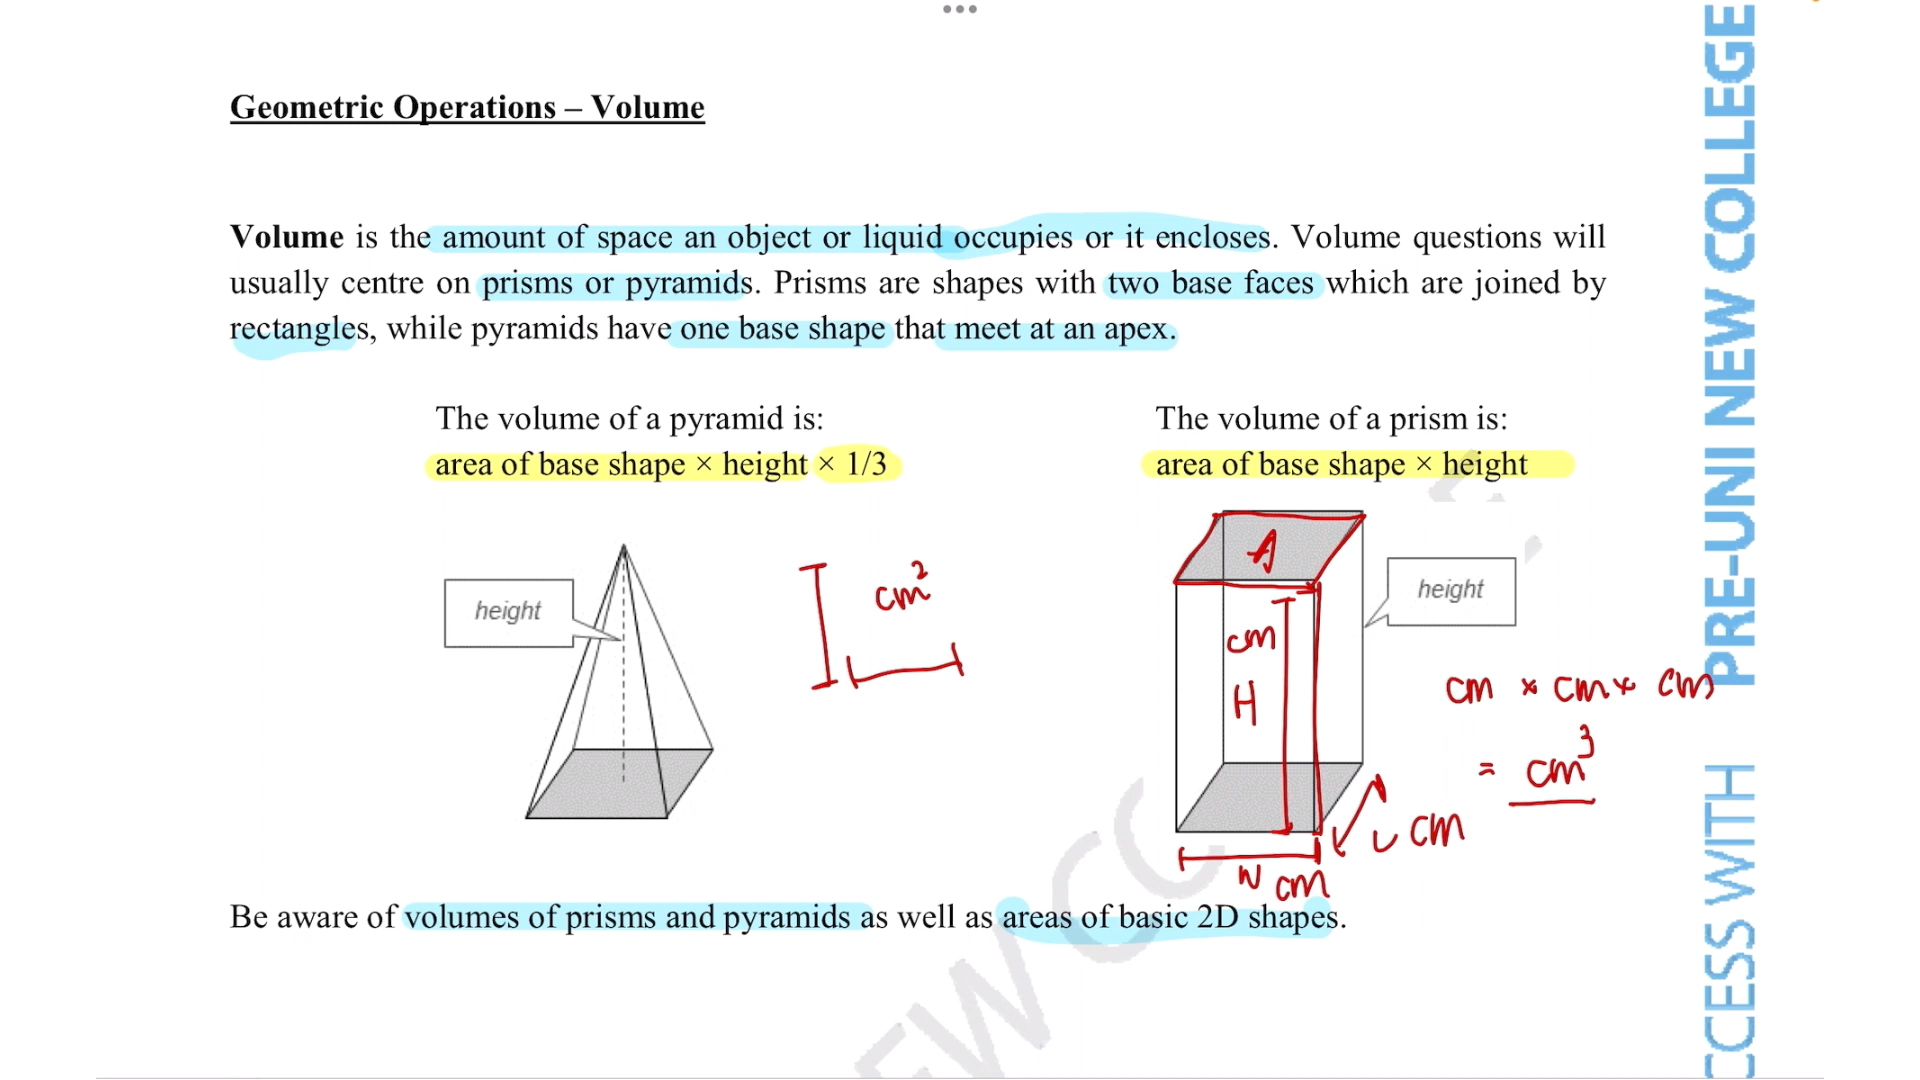 Geometric Operations – Volume
Volume is the amount of space an object or liquid occupies or it encloses. Volume questions will
usually centre on prisms or pyramids. Prisms are shapes with two base faces which are joined by
rectangles, while pyramids have one base shape that meet at an apex.
The volume of a pyramid is:
area of base shape × height × 1/3
height
cm²
The volume of a prism is:
area of base shape × height
A
height
cm
H
cm × cm × cm
= cm³
L cm
W cm
Be aware of volumes of prisms and pyramids as well as areas of basic 2D shapes.
CCESS WITH PRE-UNI NEW COLLEGE
EW CC